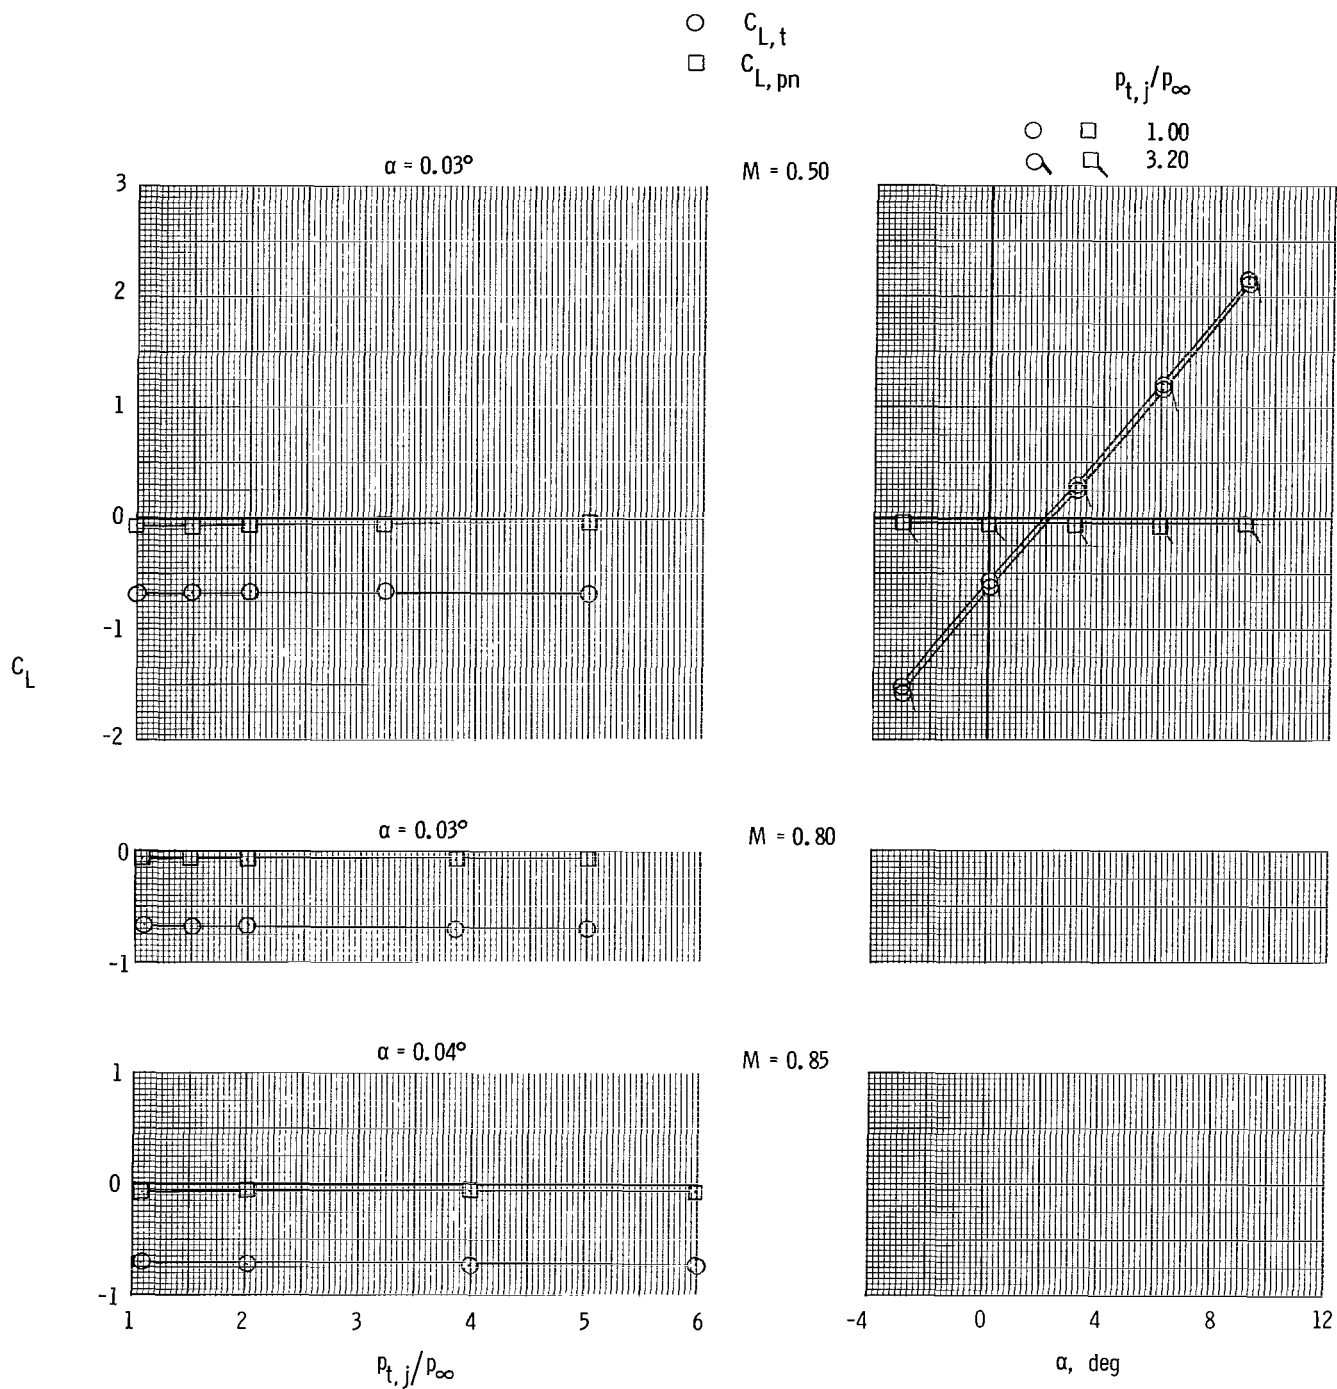 C_L,t
C_L,pn
p_t,j/p_∞
1.00
3.20
α = 0.03°
M = 0.50
3
2
1
0
-1
-2
C_L
α = 0.03°
M = 0.80
0
-1
α = 0.04°
M = 0.85
1
0
-1
1 2 3 4 5 6
-4 0 4 8 12
p_t,j/p_∞
α, deg